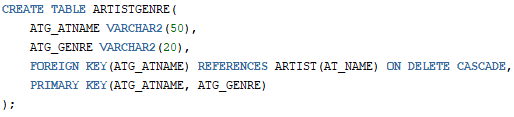 CREATE TABLE ARTISTGENRE(
ATG_ATNAME VARCHAR2(50),
ATG_GENRE VARCHAR2(20),
FOREIGN KEY(ATG_ATNAME) REFERENCES ARTIST(AT_NAME) ON DELETE CASCADE,
PRIMARY KEY(ATG_ATNAME, ATG_GENRE)
);